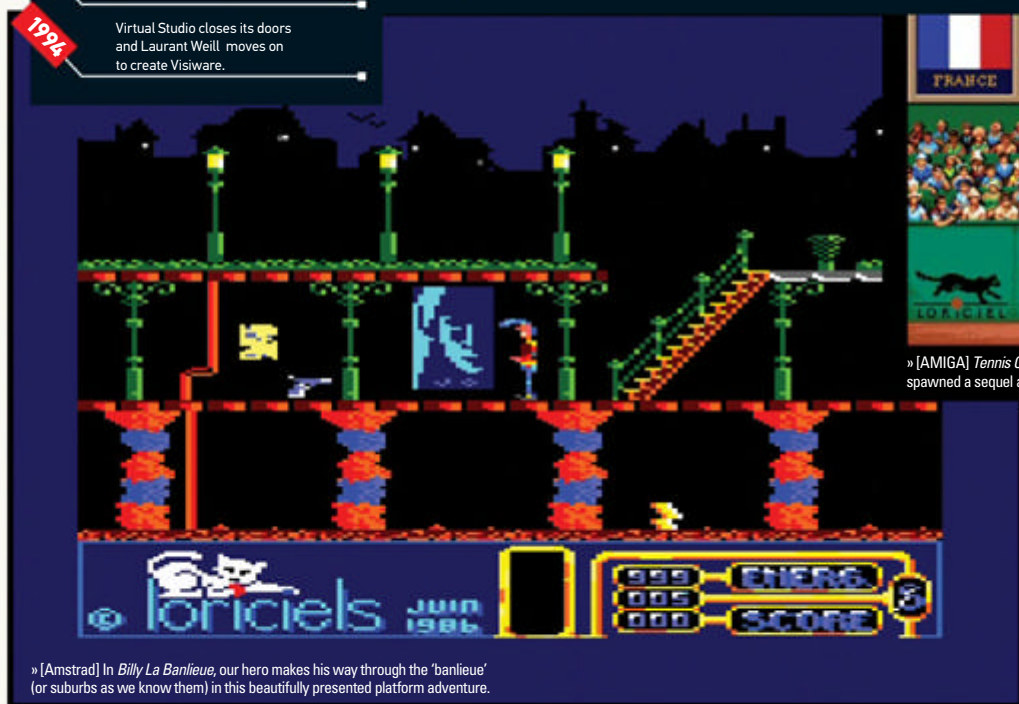 1994
Virtual Studio closes its doors
and Laurant Weill moves on
to create Visiware.
FRANCE
LORICIEL
» [AMIGA] Tennis
spawned a sequel
© loriciels JUIN
1986
999 ENERG.
005
000 SCORE
3
» [Amstrad] In Billy La Banlieue, our hero makes his way through the ‘banlieue’
(or suburbs as we know them) in this beautifully presented platform adventure.